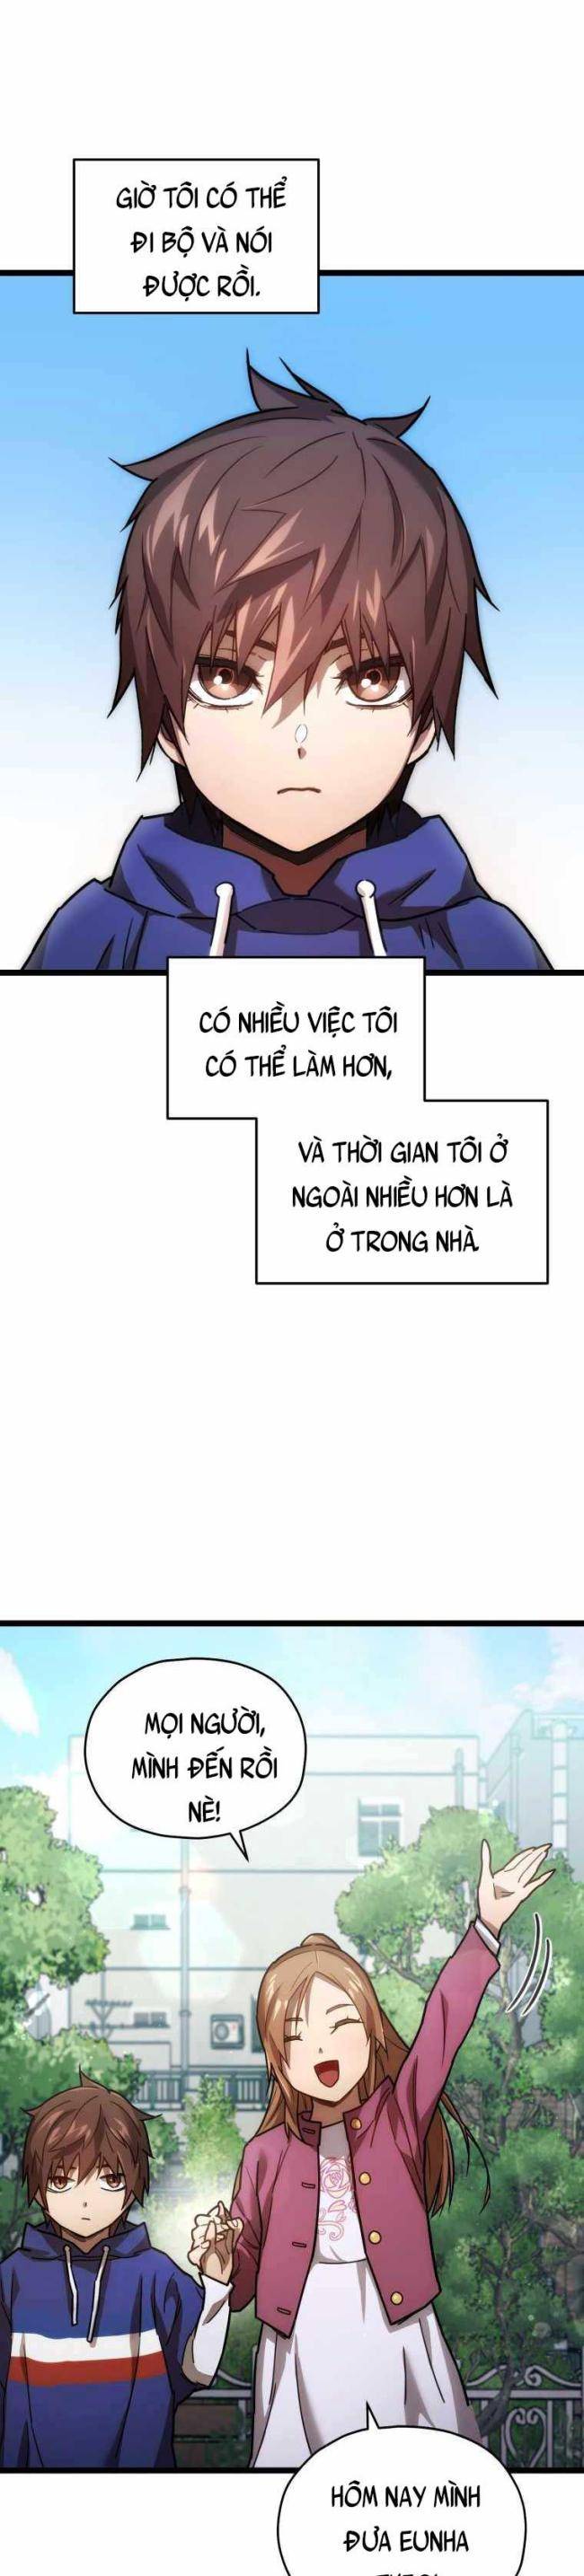 GIỜ TÔI CÓ THỂ
ĐI BỘ VÀ NÓI
ĐƯỢC RỒI.
CÓ NHIỀU VIỆC TÔI
CÓ THỂ LÀM HƠN,
VÀ THỜI GIAN TÔI Ở
NGOÀI NHIỀU HƠN LÀ
Ở TRONG NHÀ.
MỌI NGƯỜI,
MÌNH ĐẾN RỒI
NÈ!
HÔM NAY MÌNH
ĐƯA EUNHA